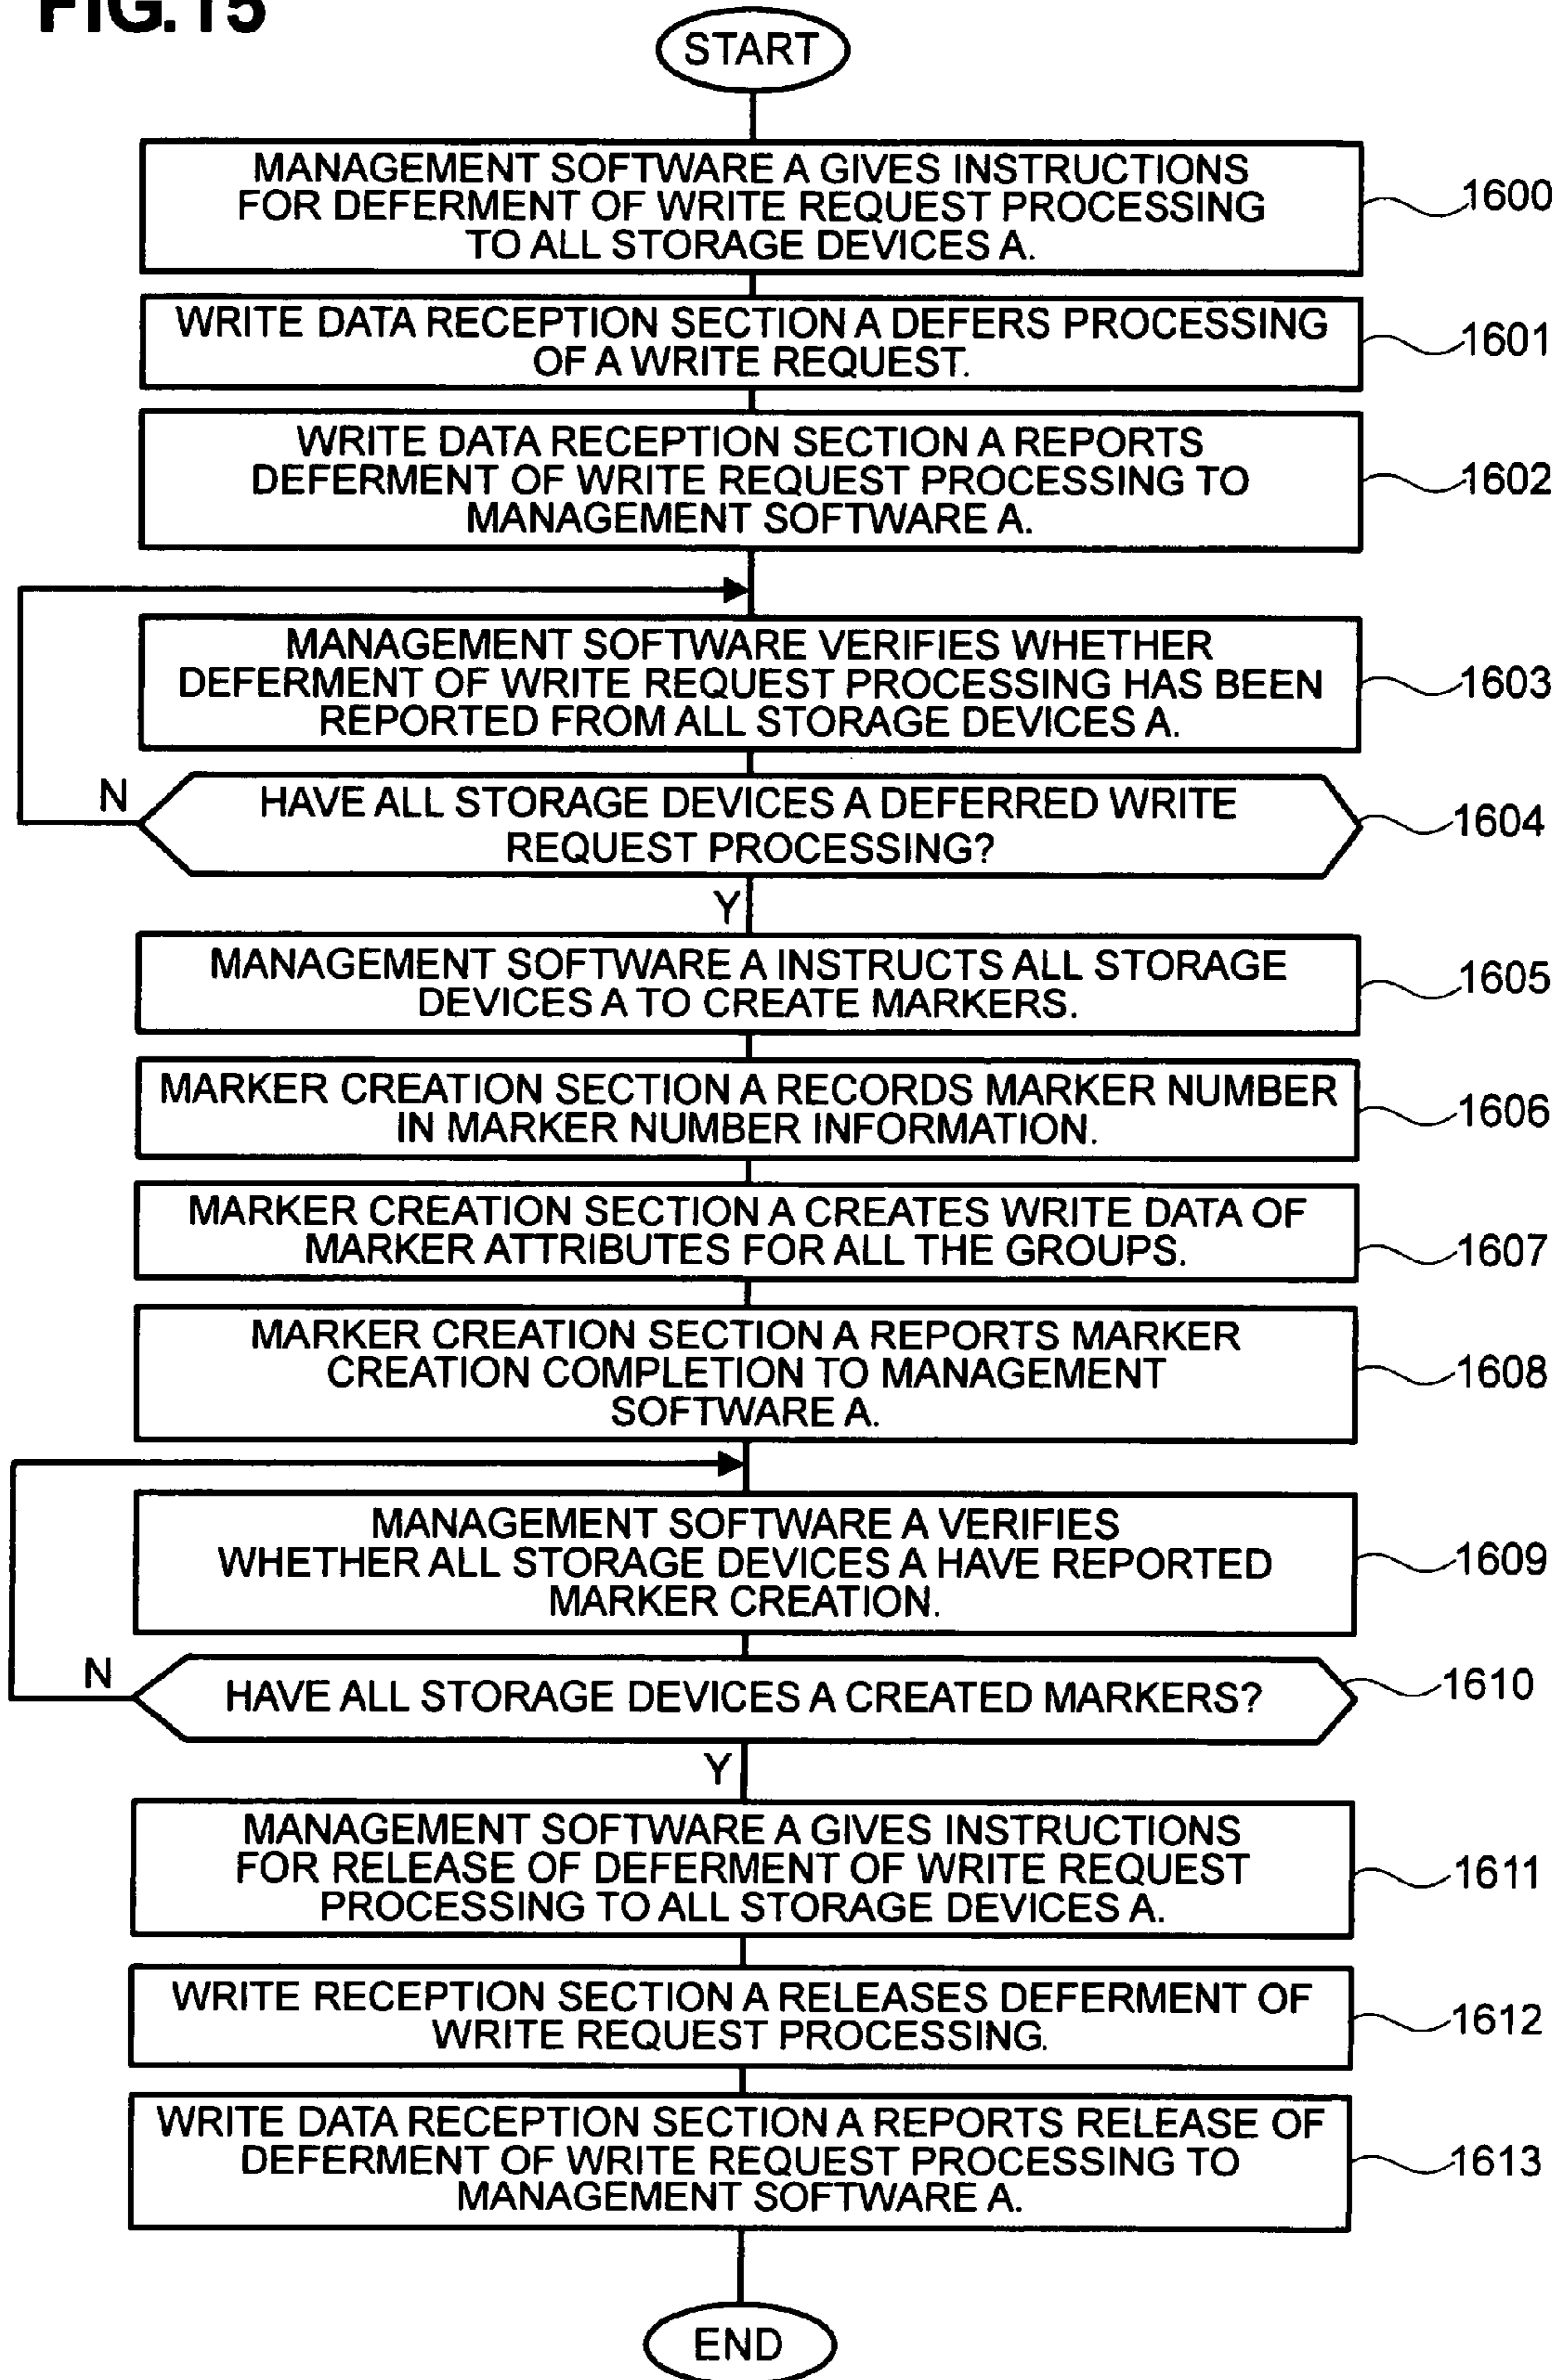 FIG.15
START
MANAGEMENT SOFTWARE A GIVES INSTRUCTIONS
FOR DEFERMENT OF WRITE REQUEST PROCESSING
TO ALL STORAGE DEVICES A.
1600
WRITE DATA RECEPTION SECTION A DEFERS PROCESSING
OF A WRITE REQUEST.
1601
WRITE DATA RECEPTION SECTION A REPORTS
DEFERMENT OF WRITE REQUEST PROCESSING TO
MANAGEMENT SOFTWARE A.
1602
MANAGEMENT SOFTWARE VERIFIES WHETHER
DEFERMENT OF WRITE REQUEST PROCESSING HAS BEEN
REPORTED FROM ALL STORAGE DEVICES A.
1603
N
HAVE ALL STORAGE DEVICES A DEFERRED WRITE
REQUEST PROCESSING?
1604
Y
MANAGEMENT SOFTWARE A INSTRUCTS ALL STORAGE
DEVICES A TO CREATE MARKERS.
1605
MARKER CREATION SECTION A RECORDS MARKER NUMBER
IN MARKER NUMBER INFORMATION.
1606
MARKER CREATION SECTION A CREATES WRITE DATA OF
MARKER ATTRIBUTES FOR ALL THE GROUPS.
1607
MARKER CREATION SECTION A REPORTS MARKER
CREATION COMPLETION TO MANAGEMENT
SOFTWARE A.
1608
MANAGEMENT SOFTWARE A VERIFIES
WHETHER ALL STORAGE DEVICES A HAVE REPORTED
MARKER CREATION.
1609
N
HAVE ALL STORAGE DEVICES A CREATED MARKERS?
1610
Y
MANAGEMENT SOFTWARE A GIVES INSTRUCTIONS
FOR RELEASE OF DEFERMENT OF WRITE REQUEST
PROCESSING TO ALL STORAGE DEVICES A.
1611
WRITE RECEPTION SECTION A RELEASES DEFERMENT OF
WRITE REQUEST PROCESSING.
1612
WRITE DATA RECEPTION SECTION A REPORTS RELEASE OF
DEFERMENT OF WRITE REQUEST PROCESSING TO
MANAGEMENT SOFTWARE A.
1613
END